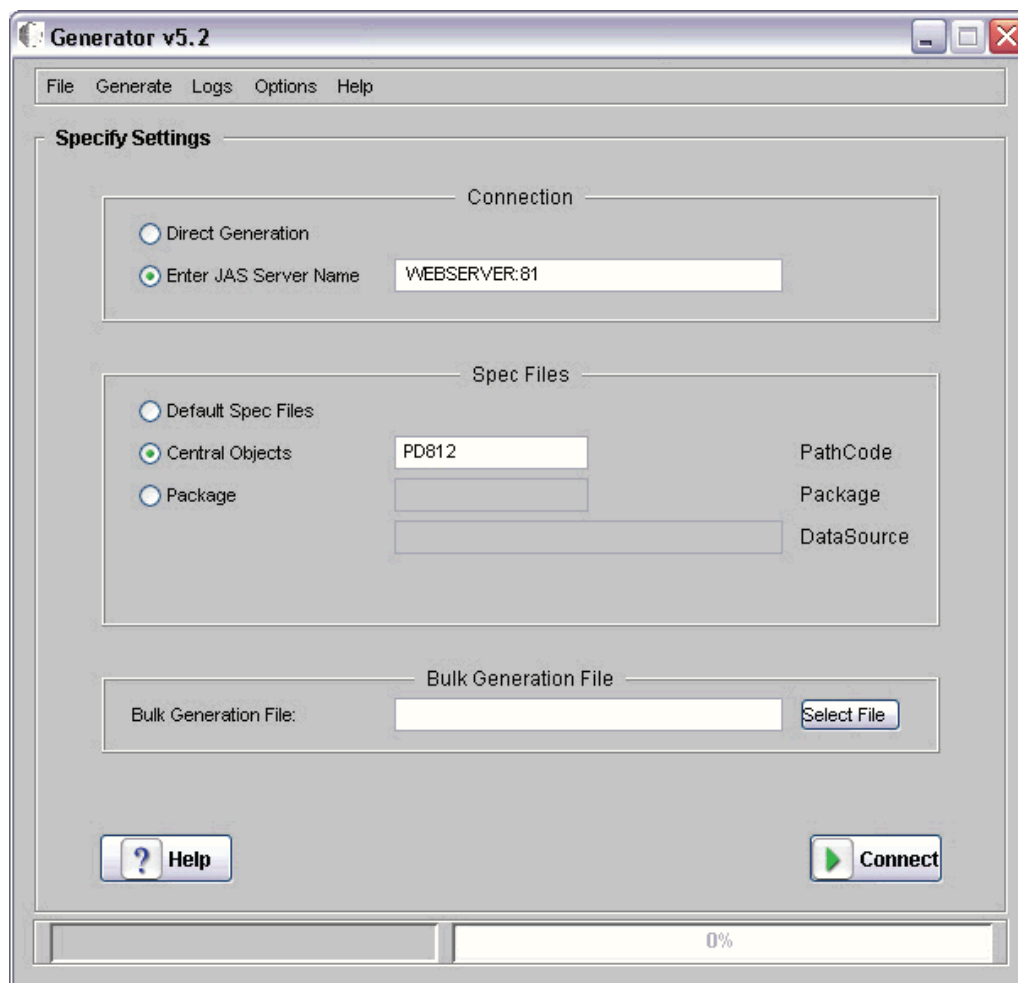 Generator v5.2
File Generate Logs Options Help
Specify Settings
Connection
Direct Generation
Enter JAS Server Name WEBSERVER:81
Spec Files
Default Spec Files
Central Objects PD812 PathCode
Package Package
DataSource
Bulk Generation File
Bulk Generation File: Select File
? Help Connect
0%